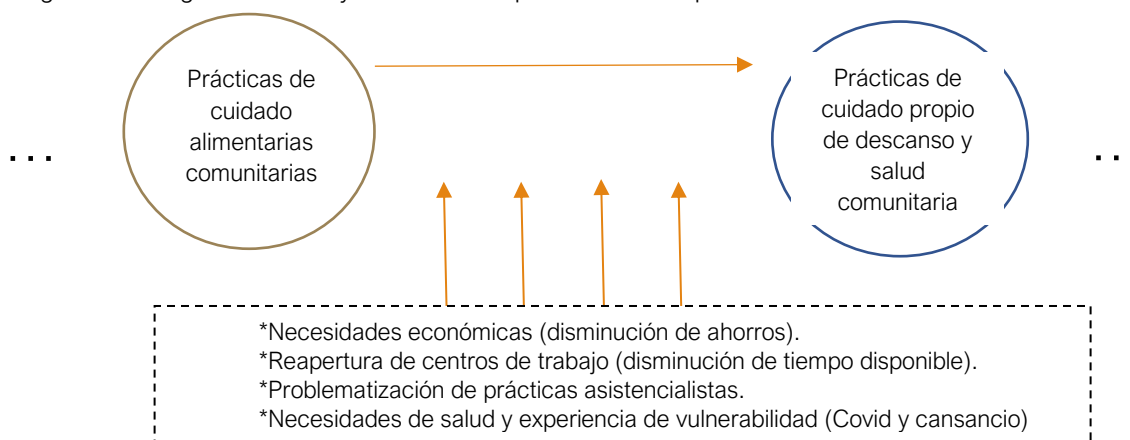 ...
Prácticas de
cuidado
alimentarias
comunitarias
Prácticas de
cuidado propio
de descanso y
salud
comunitaria
..
*Necesidades económicas (disminución de ahorros).
*Reapertura de centros de trabajo (disminución de tiempo disponible).
*Problematización de prácticas asistencialistas.
*Necesidades de salud y experiencia de vulnerabilidad (Covid y cansancio)